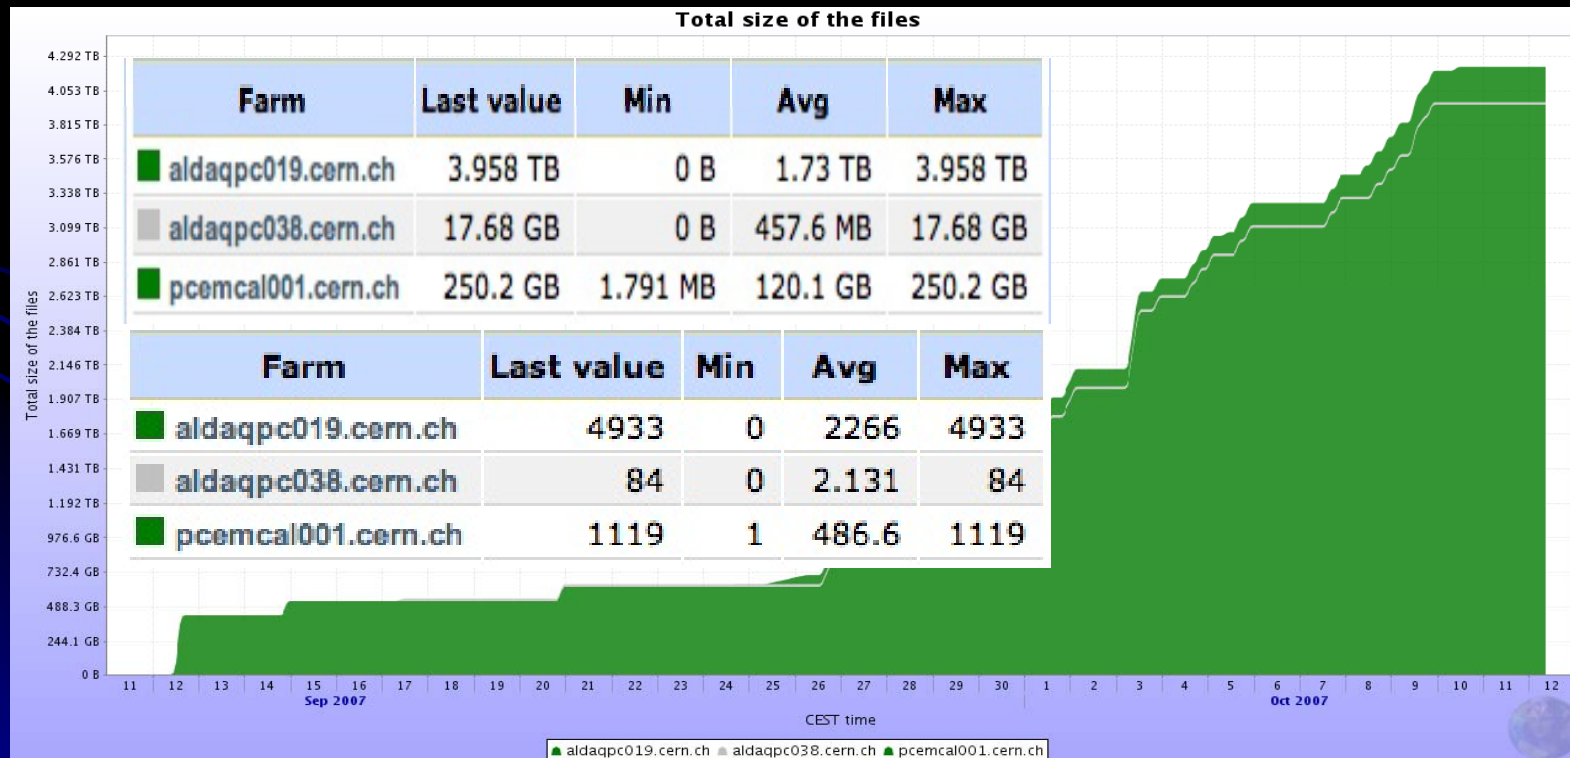 Total size of the files
4.292 TB
4.053 TB
3.815 TB
3.576 TB
3.338 TB
3.099 TB
2.861 TB
2.623 TB
2.384 TB
2.146 TB
1.907 TB
1.669 TB
1.431 TB
1.192 TB
976.6 GB
732.4 GB
488.3 GB
244.1 GB
0 B
Total size of the files
Farm Last value Min Avg Max
aldaqpc019.cern.ch 3.958 TB 0 B 1.73 TB 3.958 TB
aldaqpc038.cern.ch 17.68 GB 0 B 457.6 MB 17.68 GB
pcemcal001.cern.ch 250.2 GB 1.791 MB 120.1 GB 250.2 GB
Farm Last value Min Avg Max
aldaqpc019.cern.ch 4933 0 2266 4933
aldaqpc038.cern.ch 84 0 2.131 84
pcemcal001.cern.ch 1119 1 486.6 1119
11 12 13 14 15 16 17 18 19 20 21 22 23 24 25 26 27 28 29 30 1 2 3 4 5 6 7 8 9 10 11 12
Sep 2007 Oct 2007
CEST time
aldaqpc019.cern.ch aldaqpc038.cern.ch pcemcal001.cern.ch